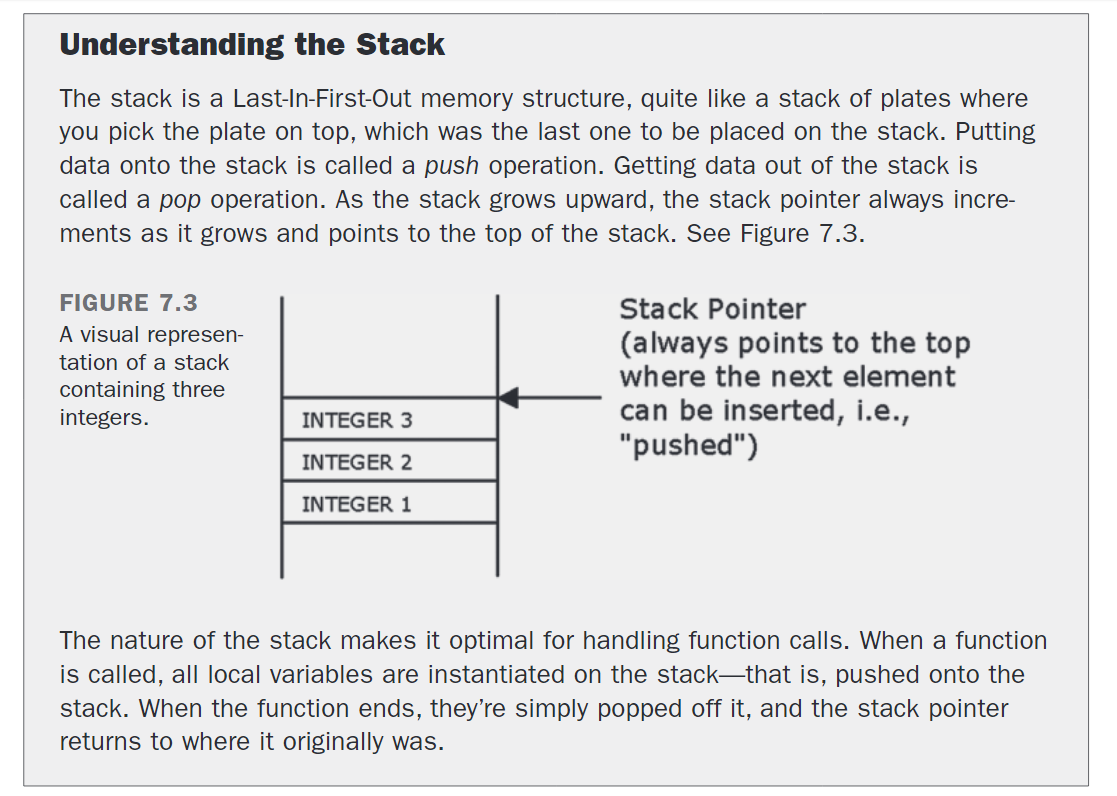 Understanding the Stack
The stack is a Last-In-First-Out memory structure, quite like a stack of plates where
you pick the plate on top, which was the last one to be placed on the stack. Putting
data onto the stack is called a push operation. Getting data out of the stack is
called a pop operation. As the stack grows upward, the stack pointer always incre-
ments as it grows and points to the top of the stack. See Figure 7.3.
FIGURE 7.3
A visual represen-
tation of a stack
containing three
integers.
INTEGER 3
INTEGER 2
INTEGER 1
Stack Pointer
(always points to the top
where the next element
can be inserted, i.e.,
"pushed")
The nature of the stack makes it optimal for handling function calls. When a function
is called, all local variables are instantiated on the stack—that is, pushed onto the
stack. When the function ends, they’re simply popped off it, and the stack pointer
returns to where it originally was.